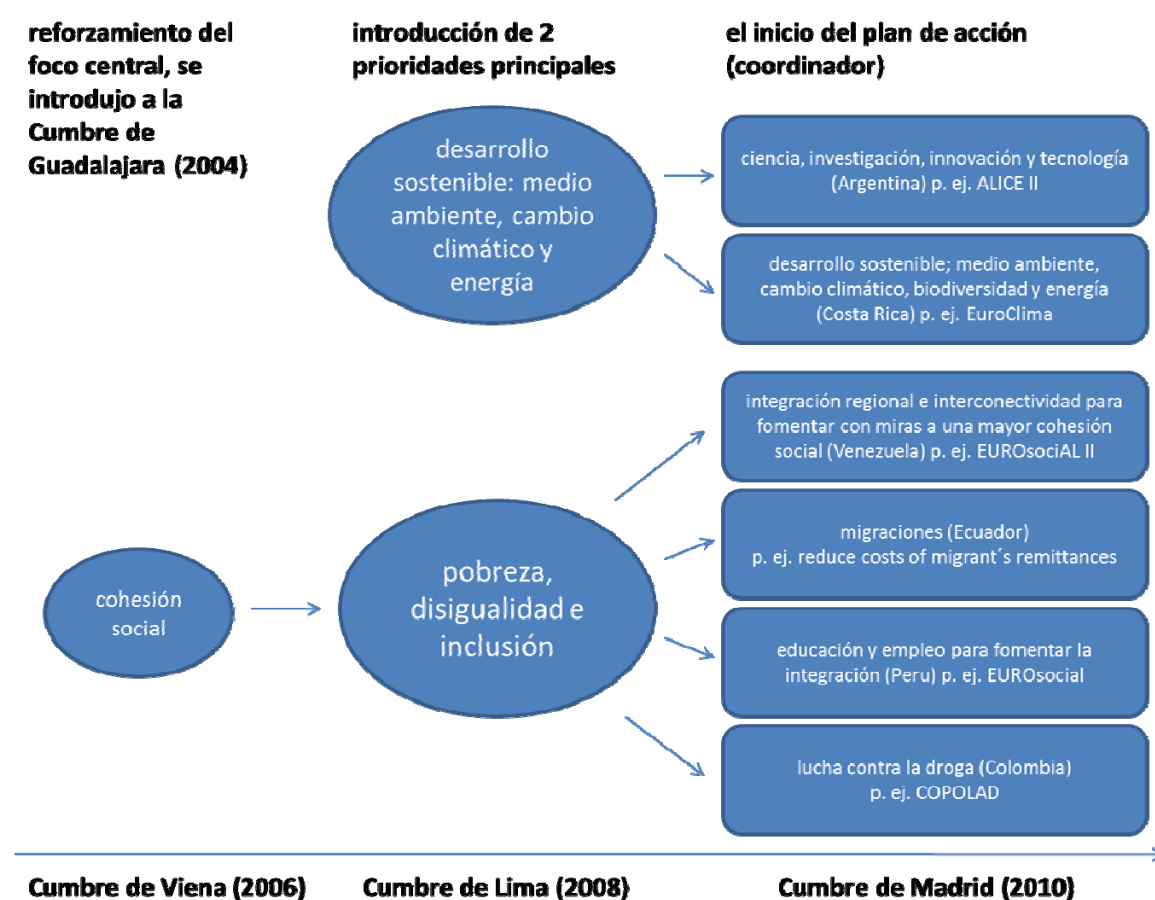 reforzamiento del
foco central, se
introdujo a la
Cumbre de
Guadalajara (2004)
introducción de 2
prioridades principales
el inicio del plan de acción
(coordinador)
desarrollo
sostenible: medio
ambiente, cambio
climático y
energía
ciencia, investigación, innovación y tecnología
(Argentina) p. ej. ALICE II
desarrollo sostenible; medio ambiente,
cambio climático, biodiversidad y energía
(Costa Rica) p. ej. EuroClima
integración regional e interconectividad para
fomentar con miras a una mayor cohesión
social (Venezuela) p. ej. EUROsociAL II
cohesión
social
pobreza,
disigualdad e
inclusión
migraciones (Ecuador)
p. ej. reduce costs of migrant´s remittances
educación y empleo para fomentar la
integración (Peru) p. ej. EUROsocial
lucha contra la droga (Colombia)
p. ej. COPOLAD
Cumbre de Viena (2006)
Cumbre de Lima (2008)
Cumbre de Madrid (2010)